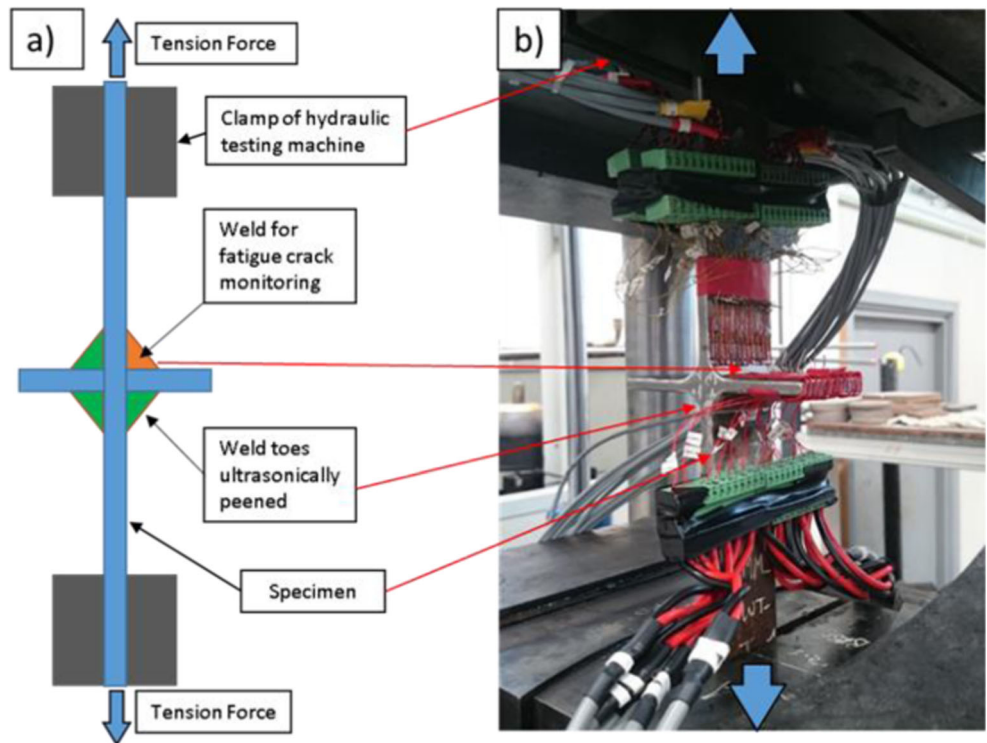 a)
Tension Force
Clamp of hydraulic
testing machine
Weld for
fatigue crack
monitoring
Weld toes
ultrasonically
peened
Specimen
Tension Force
b)